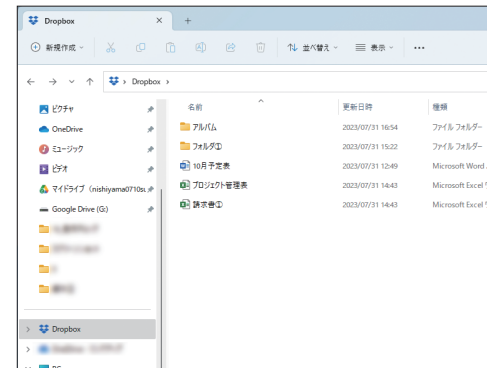 Dropbox
新規作成
並べ替え 表示
Dropbox
名前 更新日時 種類
ピクチャ
OneDrive
ミュージック
ビデオ
マイドライブ (nishiyama0710su
Google Drive (G:)
Dropbox
PC
アルバム 2023/07/31 16:54 ファイル フォルダー
フォルダ① 2023/07/31 15:22 ファイル フォルダー
10月予定表 2023/07/31 12:49 Microsoft Word
プロジェクト管理表 2023/07/31 14:43 Microsoft Excel
請求書① 2023/07/31 14:43 Microsoft Excel